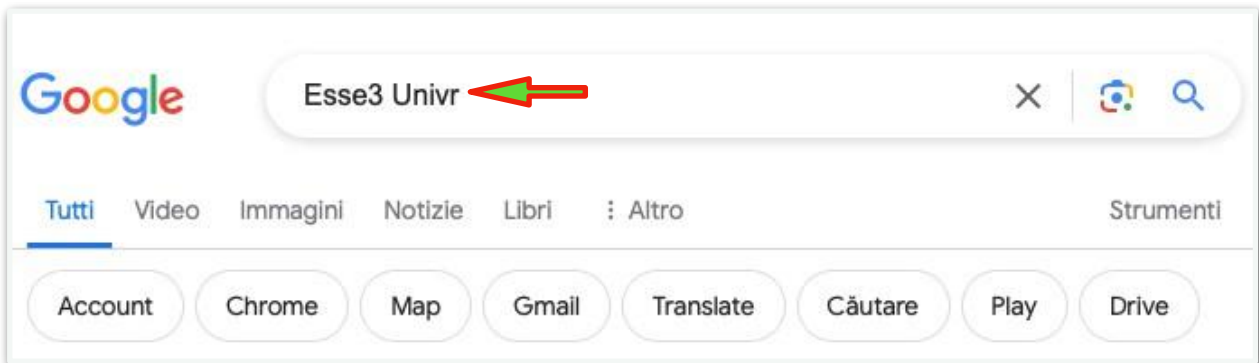 Google Esse3 Univr
Tutti Video Immagini Notizie Libri Altro Strumenti
Account Chrome Map Gmail Translate Căutare Play Drive